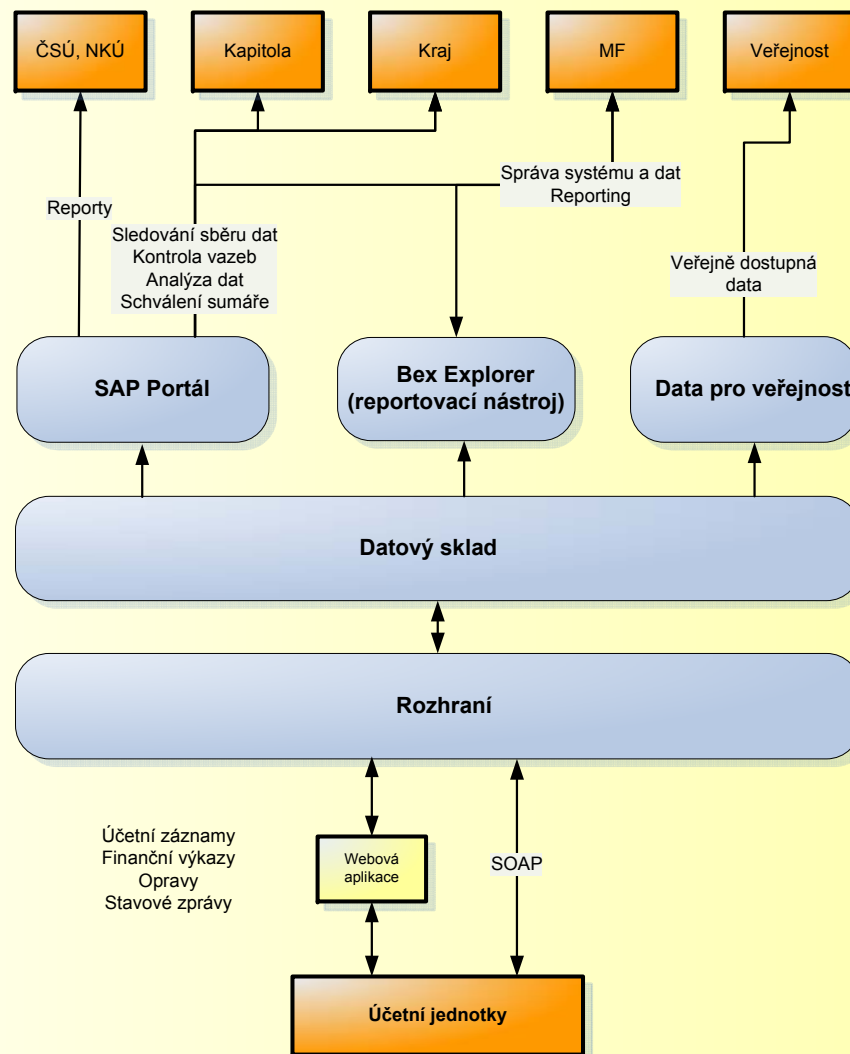 ČSÚ, NKÚ
Kapitola
Kraj
MF
Veřejnost
Správa systému a dat
Reporting
Reporty
Sledování sběru dat
Kontrola vazeb
Analýza dat
Schválení sumáře
Veřejně dostupná
data
SAP Portál
Bex Explorer
(reportovací nástroj)
Data pro veřejnost
Datový sklad
Rozhraní
Účetní záznamy
Finanční výkazy
Opravy
Stavové zprávy
Webová
aplikace
SOAP
Účetní jednotky